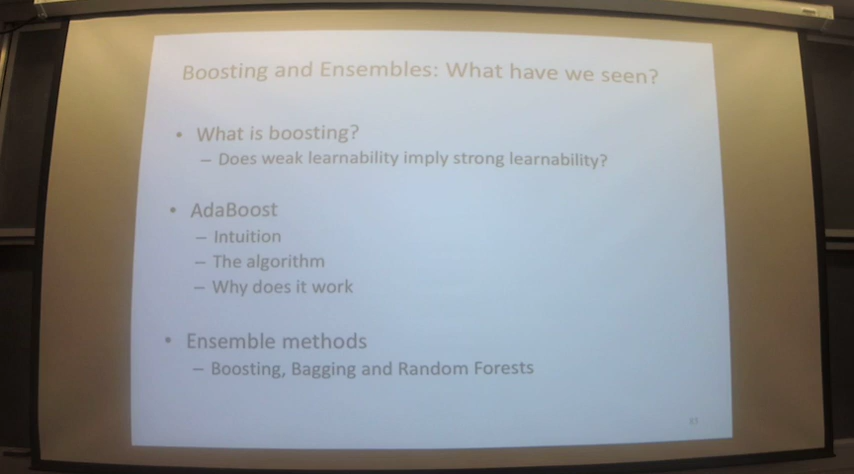 Boosting and Ensembles: What have we seen?
• What is boosting?
– Does weak learnability imply strong learnability?
• AdaBoost
– Intuition
– The algorithm
– Why does it work
• Ensemble methods
– Boosting, Bagging and Random Forests